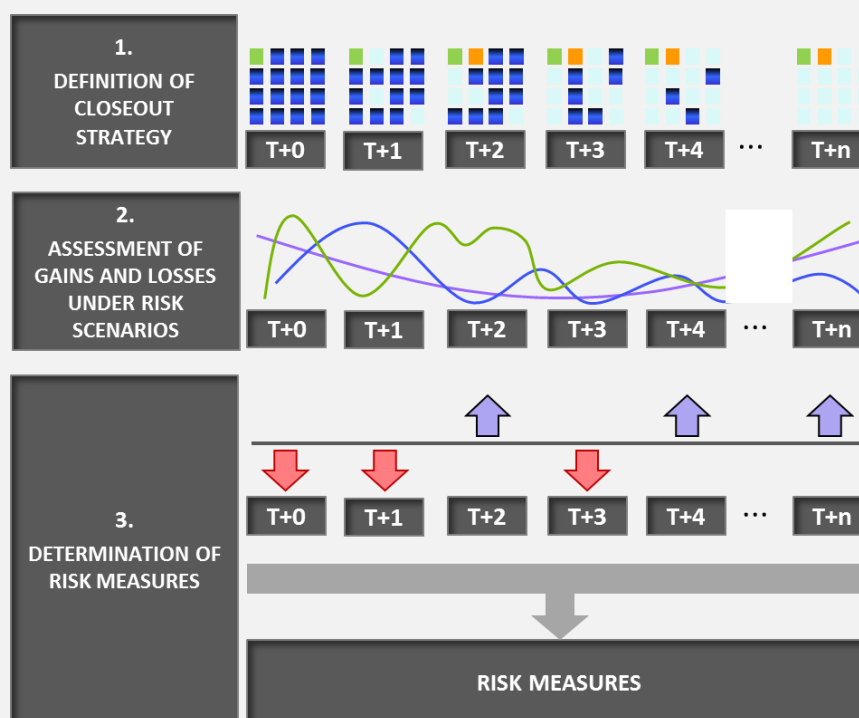 1.
DEFINITION OF
CLOSEOUT
STRATEGY
T+0 T+1 T+2 T+3 T+4 ... T+n
2.
ASSESSMENT OF
GAINS AND LOSSES
UNDER RISK
SCENARIOS
T+0 T+1 T+2 T+3 T+4 ... T+n
3.
DETERMINATION OF
RISK MEASURES
T+0 T+1 T+2 T+3 T+4 ... T+n
RISK MEASURES